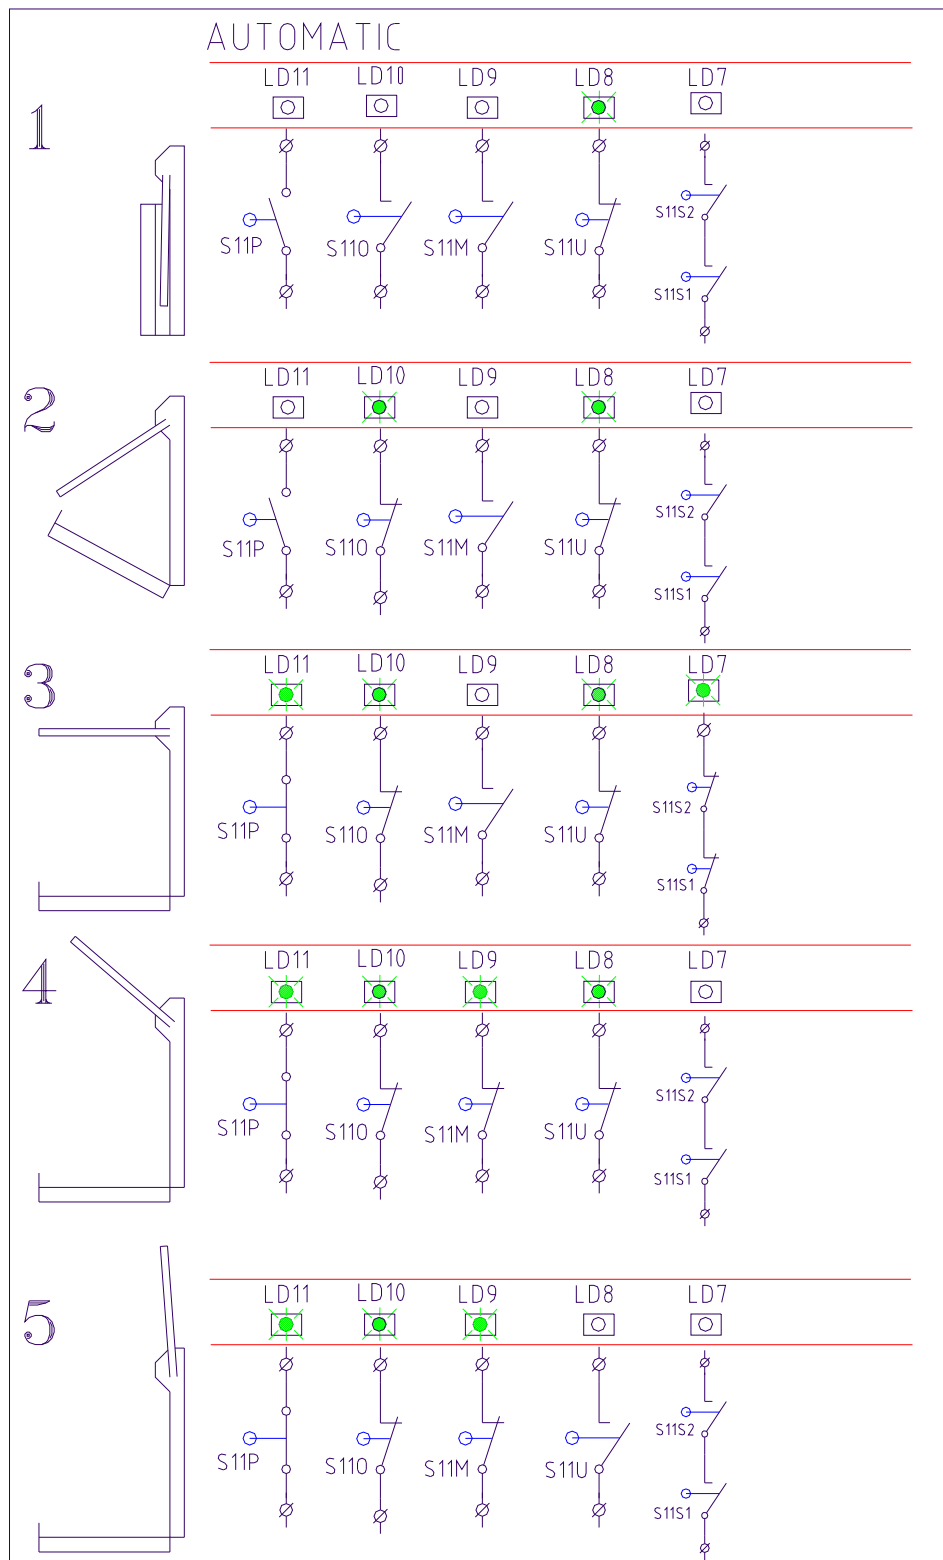 AUTOMATIC
1
LD11 LD10 LD9 LD8 LD7
S11P S110 S11M S11U S11S2
S11S1
2
LD11 LD10 LD9 LD8 LD7
S11P S110 S11M S11U S11S2
S11S1
3
LD11 LD10 LD9 LD8 LD7
S11P S110 S11M S11U S11S2
S11S1
4
LD11 LD10 LD9 LD8 LD7
S11P S110 S11M S11U S11S2
S11S1
5
LD11 LD10 LD9 LD8 LD7
S11P S110 S11M S11U S11S2
S11S1